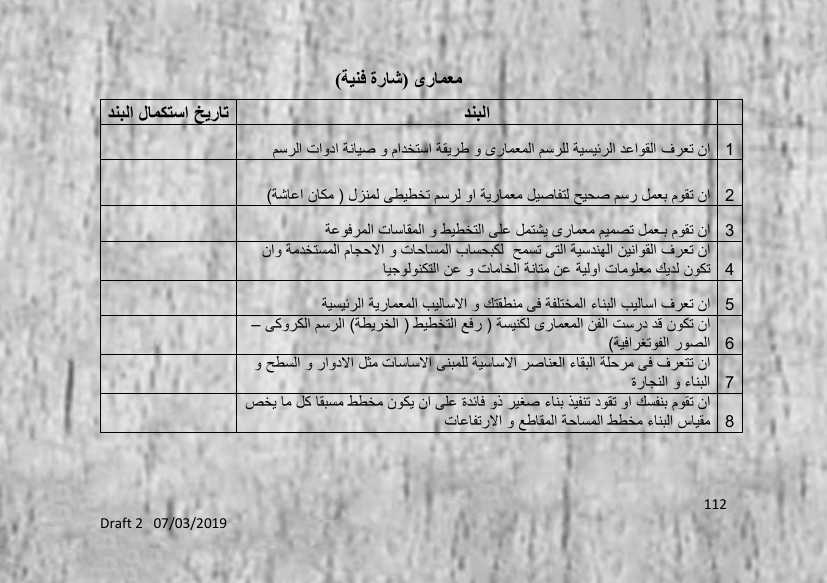 معمارى (شارة فنية)
البند
تاريخ استكمال البند
1 ان تعرف القواعد الرئيسية للرسم المعمارى و طريقة استخدام و صيانة ادوات الرسم
2 ان تقوم بعمل رسم صحيح لتفاصيل معمارية او لرسم تخطيطى لمنزل ( مكان اعاشة)
3 ان تقوم بعمل تصميم معمارى يشتمل على التخطيط و المقاسات المرفوعة
ان تعرف القوانين الهندسية التى تسمح لكبحساب المساحات و الاحجام المستخدمة وان
4 تكون لديك معلومات اولية عن متانة الخامات و عن التكنولوجيا
5 ان تعرف اساليب البناء المختلفة فى منطقتك و الاساليب المعمارية الرئيسية
ان تكون قد درست الفن المعمارى لكنيسة ( رفع التخطيط ( الخريطة) الرسم الكروكى –
6 الصور الفوتغرافية)
ان تتعرف فى مرحلة البقاء العناصر الاساسية للمبنى الاساسات مثل الادوار و السطح و
7 البناء و النجارة
ان تقوم بنفسك او تقود تنفيذ بناء صغير ذو فائدة على ان يكون مخطط مسبقا كل ما يخص
8 مقياس البناء مخطط المساحة المقاطع و الارتفاعات
112
Draft 2 07/03/2019